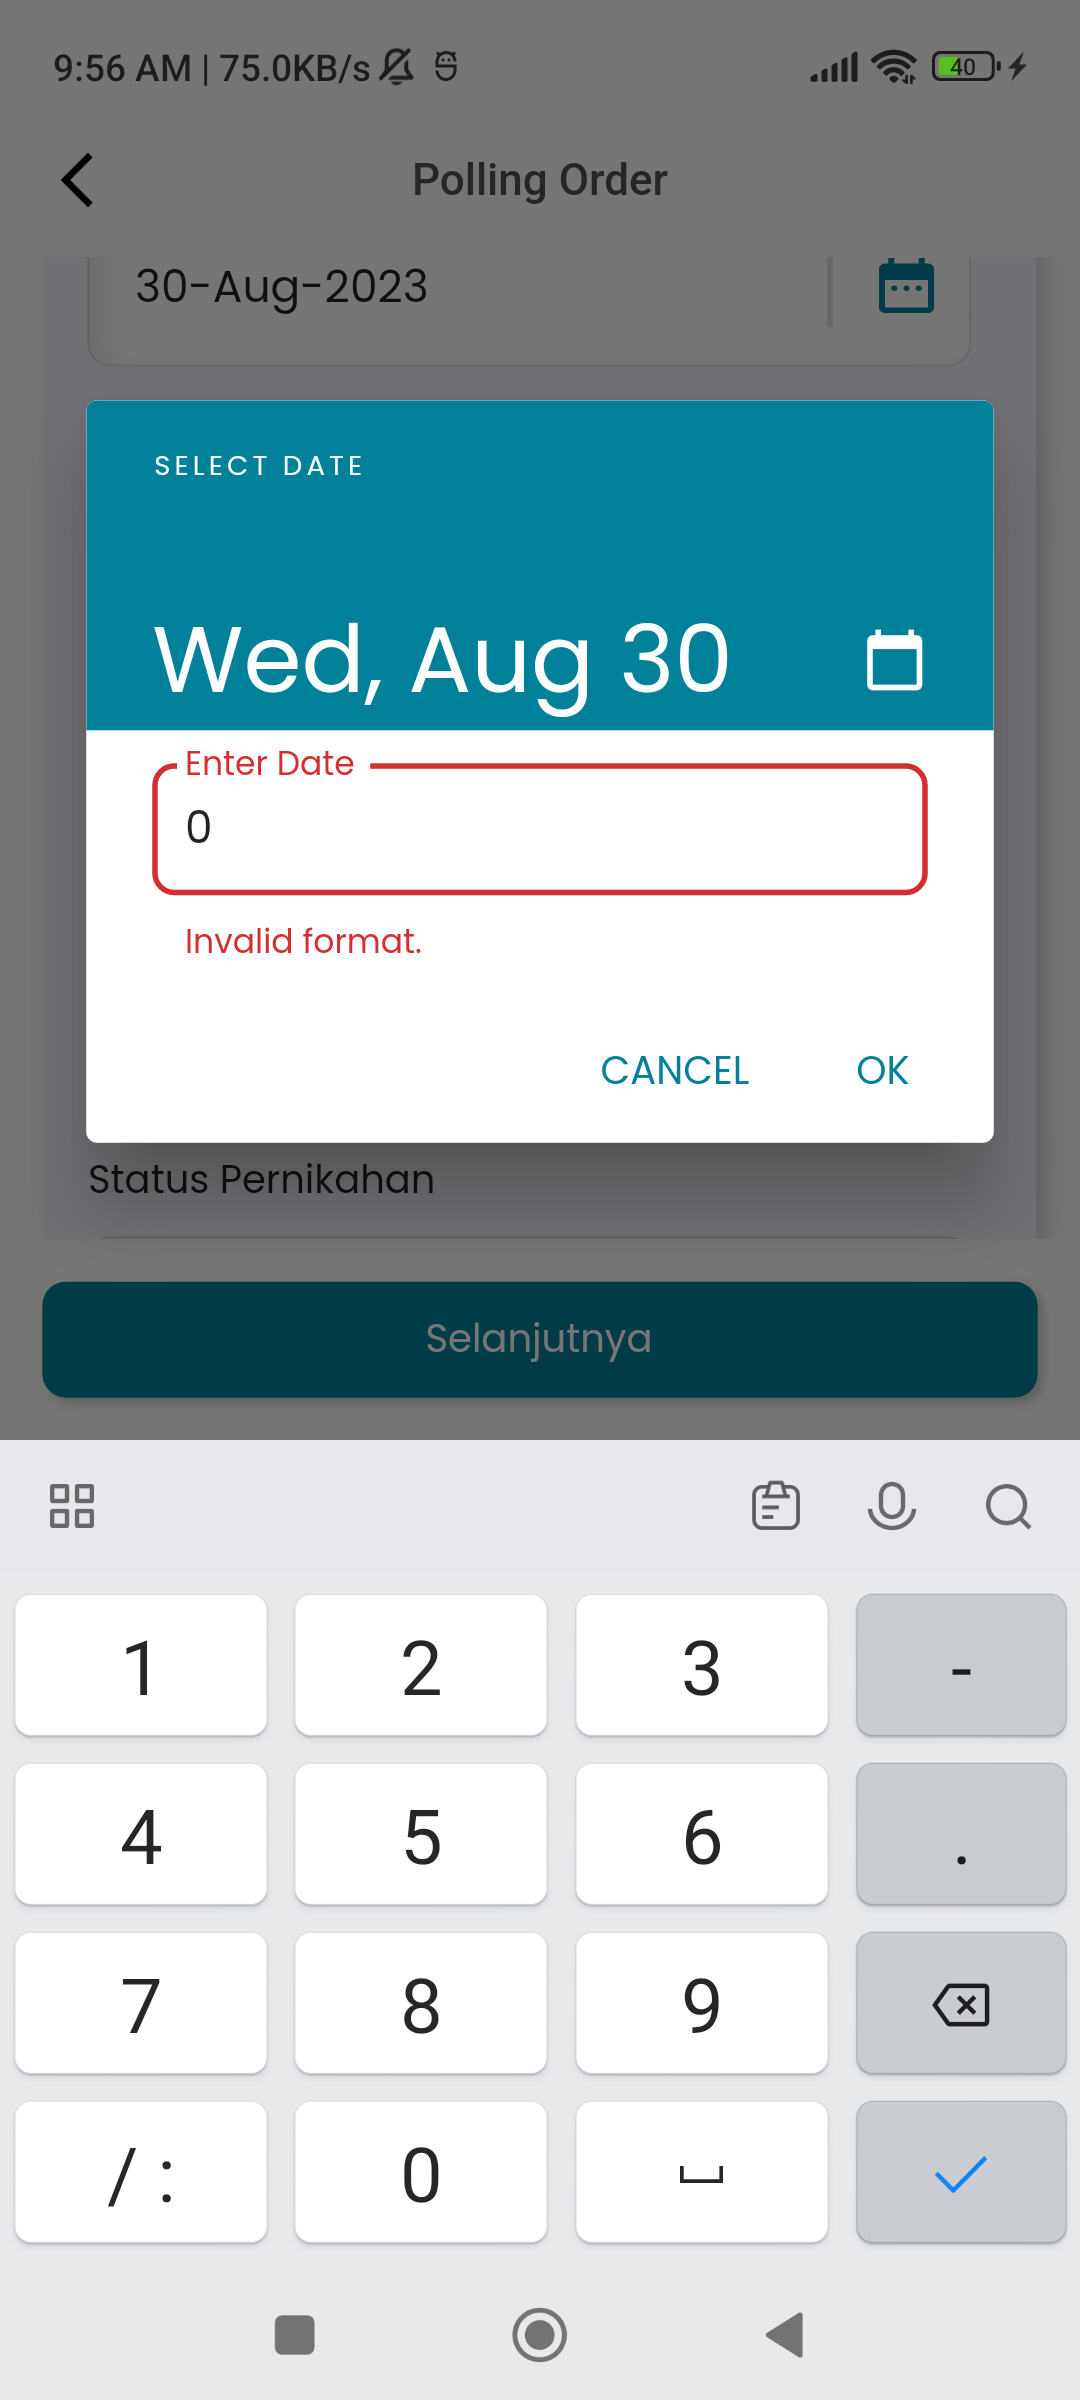 9:56 AM | 75.0KB/s
40
Polling Order
30-Aug-2023
SELECT DATE
Wed, Aug 30
Enter Date
0
Invalid format.
CANCEL OK
Status Pernikahan
Selanjutnya
1 2 3 -
4 5 6 .
7 8 9
/ : 0